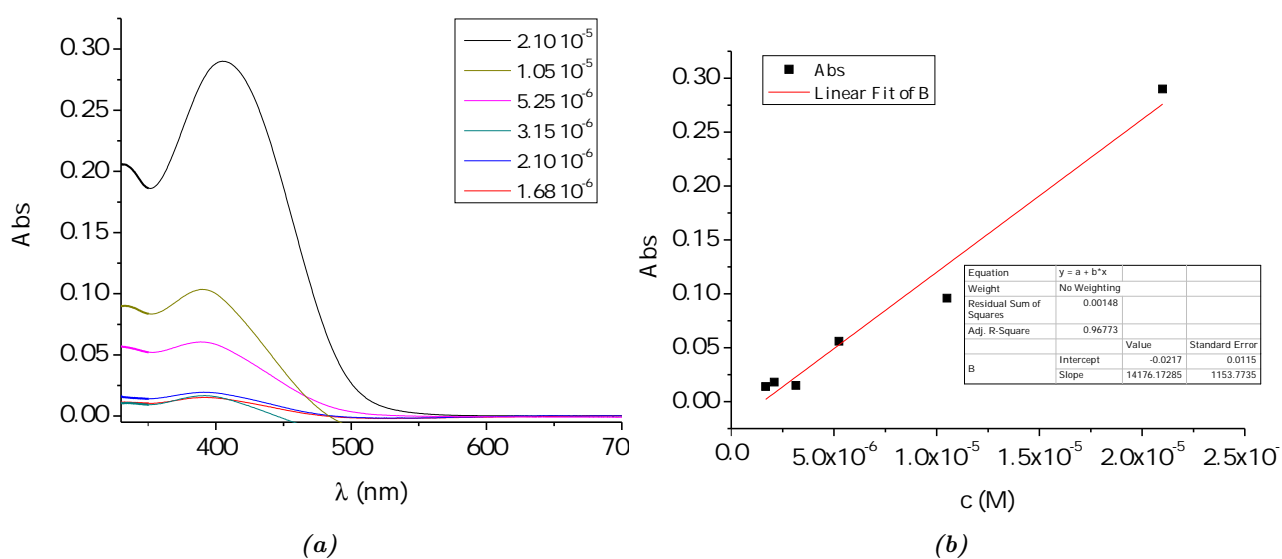 0.30
0.25
0.20
0.15
0.10
0.05
0.00
Abs
400
500
600
70
λ (nm)
2.10 10⁻⁵
1.05 10⁻⁵
5.25 10⁻⁶
3.15 10⁻⁶
2.10 10⁻⁶
1.68 10⁻⁶
(a)
0.30
0.25
0.20
0.15
0.10
0.05
0.00
Abs
Abs
Linear Fit of B
Equation y = a + b*x
Weight No Weighting
Residual Sum of
Squares 0.00148
Adj. R-Square 0.96773
Value Standard Error
B Intercept -0.0217 0.0115
Slope 14176.17285 1153.7735
0.0
5.0x10⁻⁶
1.0x10⁻⁵
1.5x10⁻⁵
2.0x10⁻⁵
2.5x10⁻
c (M)
(b)